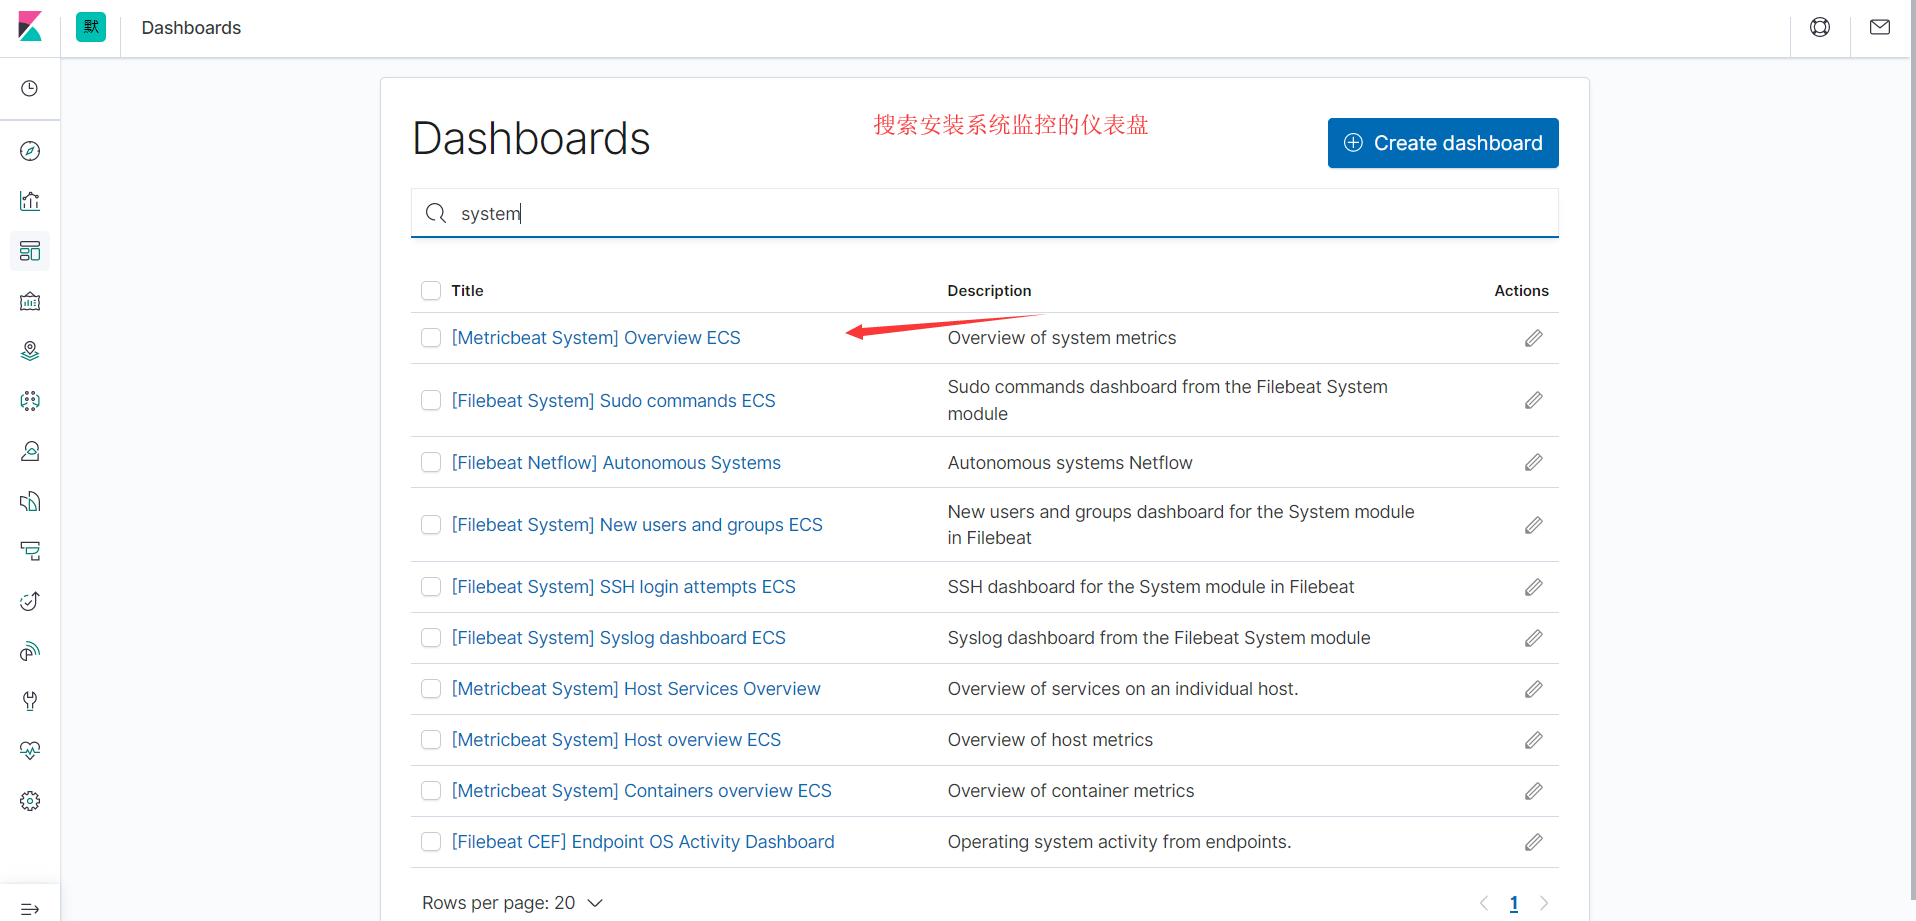 默
Dashboards
Dashboards
搜索安装系统监控的仪表盘
Create dashboard
system
Title Description Actions
[Metricbeat System] Overview ECS Overview of system metrics
[Filebeat System] Sudo commands ECS Sudo commands dashboard from the Filebeat System
module
[Filebeat Netflow] Autonomous Systems Autonomous systems Netflow
[Filebeat System] New users and groups ECS New users and groups dashboard for the System module
in Filebeat
[Filebeat System] SSH login attempts ECS SSH dashboard for the System module in Filebeat
[Filebeat System] Syslog dashboard ECS Syslog dashboard from the Filebeat System module
[Metricbeat System] Host Services Overview Overview of services on an individual host.
[Metricbeat System] Host overview ECS Overview of host metrics
[Metricbeat System] Containers overview ECS Overview of container metrics
[Filebeat CEF] Endpoint OS Activity Dashboard Operating system activity from endpoints.
Rows per page: 20 1